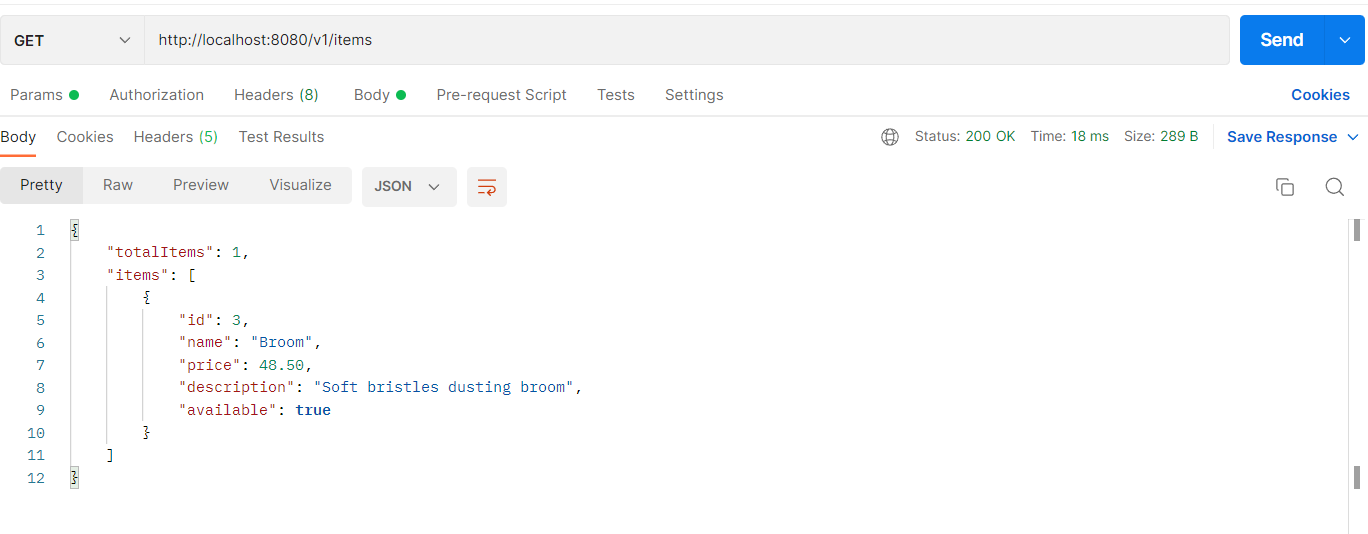 GET http://localhost:8080/v1/items Send
Params Authorization Headers (8) Body Pre-request Script Tests Settings Cookies
Body Cookies Headers (5) Test Results Status: 200 OK Time: 18 ms Size: 289 B Save Response
Pretty Raw Preview Visualize JSON
1 {
2 "totalItems": 1,
3 "items": [
4 {
5 "id": 3,
6 "name": "Broom",
7 "price": 48.50,
8 "description": "Soft bristles dusting broom",
9 "available": true
10 }
11 ]
12 }